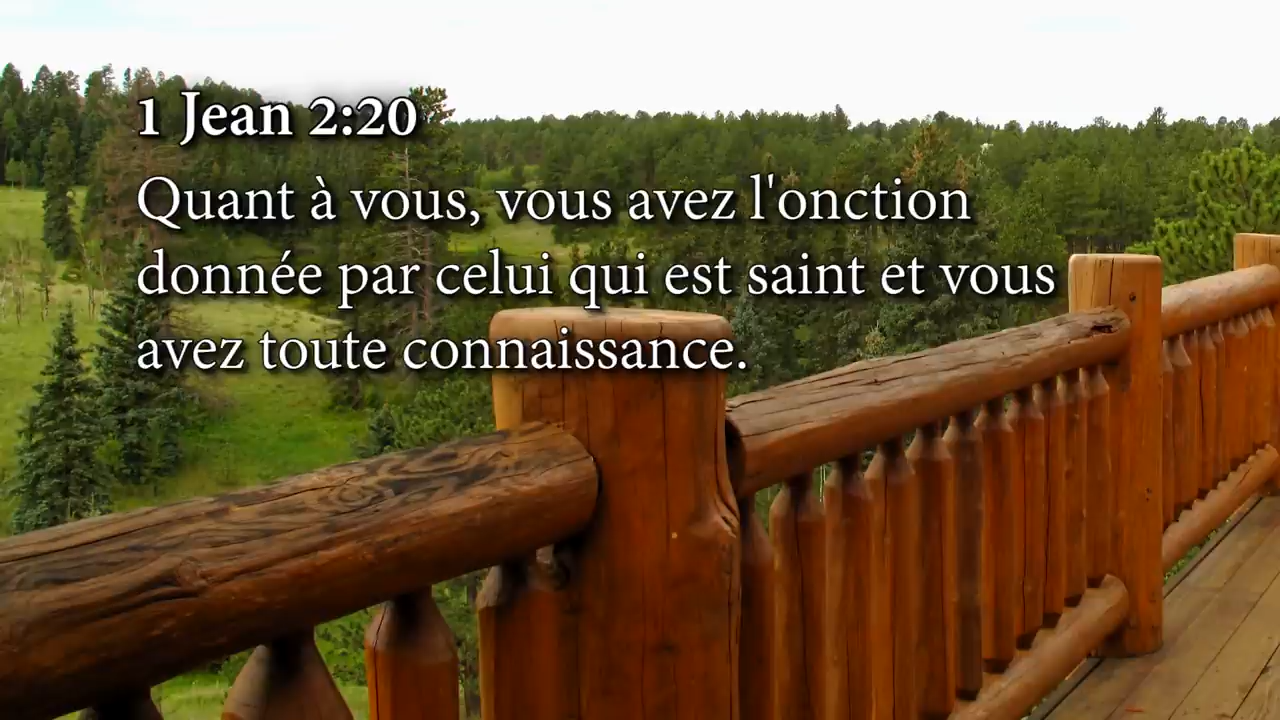 1 Jean 2:20
Quant à vous, vous avez l'onction
donnée par celui qui est saint et vous
avez toute connaissance.